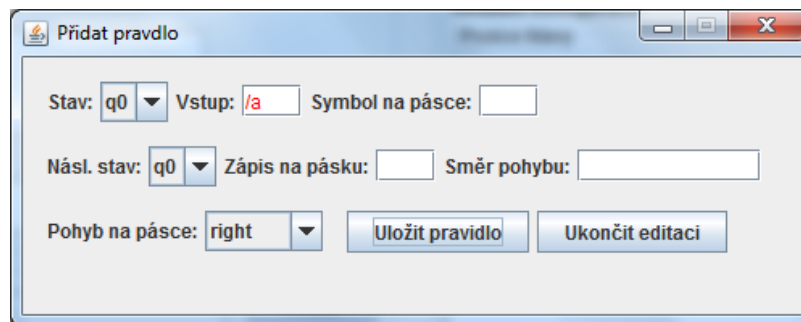 Přidat pravdlo
Stav: q0 Vstup: /a Symbol na pásce:
Násl. stav: q0 Zápis na pásku: Směr pohybu:
Pohyb na pásce: right Uložit pravidlo Ukončit editaci